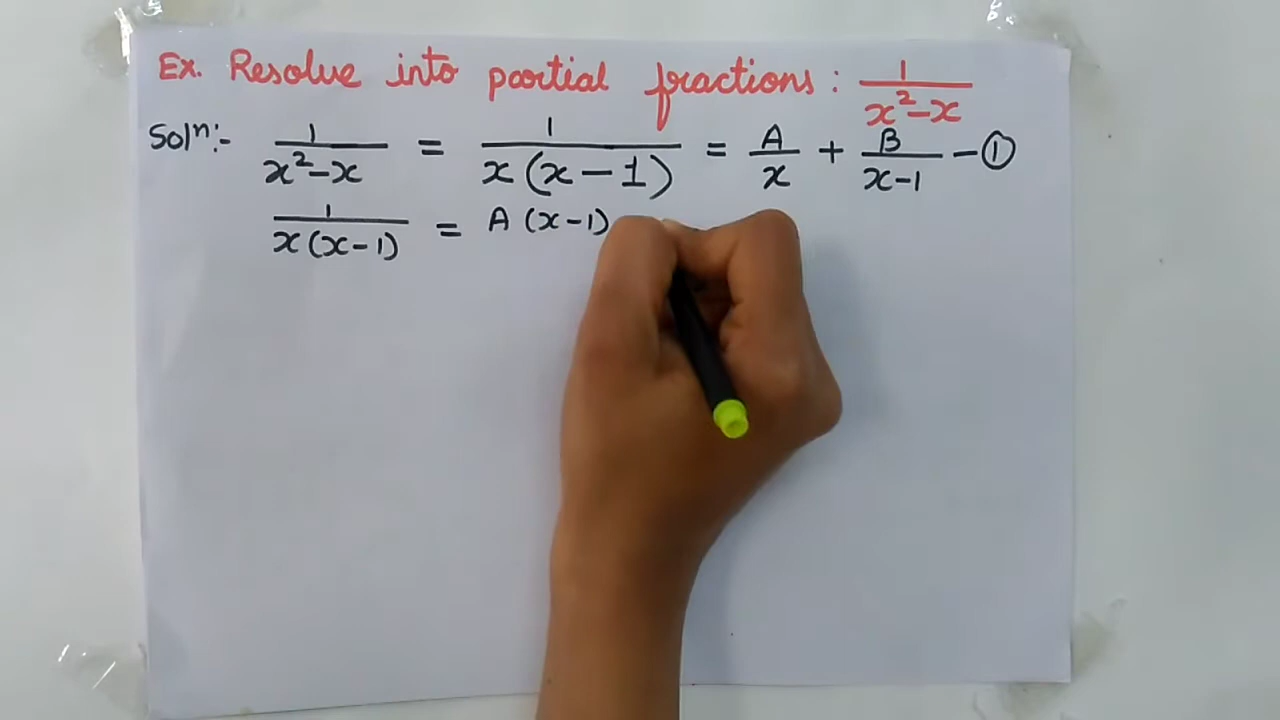 Ex. Resolve into partial fractions : 1/(x²-x)
Solⁿ:- 1/(x²-x) = 1/(x(x-1)) = A/x + B/(x-1) - ①
1/(x(x-1)) = A(x-1)